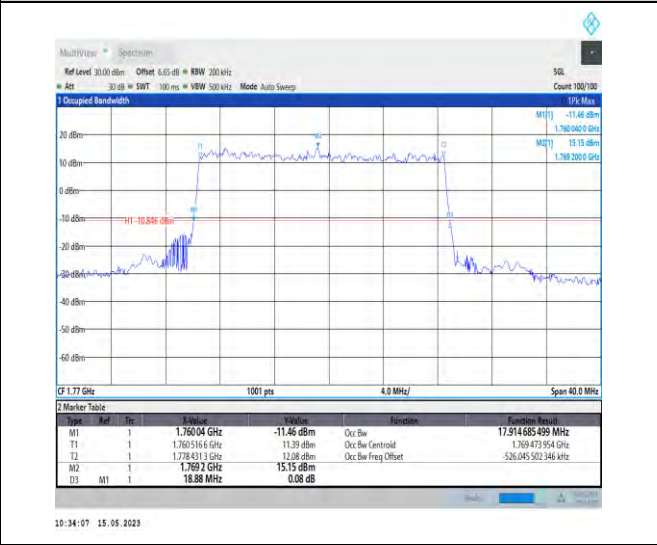 MultiView Spectrum
Ref Level 30.00 dBm Offset 6.65 dB RBW 200 kHz SGL
Att 30 dB SWT 100 ms VBW 500 kHz Mode Auto Sweep Count 100/100
1 Occupied Bandwidth 1Pk Max
M1[1] -11.46 dBm
1.760 040 0 GHz
20 dBm M2[1] 15.15 dBm
1.769 200 0 GHz
T1 M2 T2
10 dBm
0 dBm
M1 D3
-10 dBm H1 -10.846 dBm
-20 dBm
-30 dBm
-40 dBm
-50 dBm
-60 dBm
CF 1.77 GHz 1001 pts 4.0 MHz/ Span 40.0 MHz
2 Marker Table
Type Ref Trc X-Value Y-Value Function Function Result
M1 1 1.760 04 GHz -11.46 dBm Occ Bw 17.914 685 499 MHz
T1 1 1.760 516 6 GHz 11.39 dBm Occ Bw Centroid 1.769 473 954 GHz
T2 1 1.778 431 3 GHz 12.08 dBm Occ Bw Freq Offset -526.045 502 346 kHz
M2 1 1.769 2 GHz 15.15 dBm
D3 M1 1 18.88 MHz 0.08 dB
10:34:07 15.05.2023